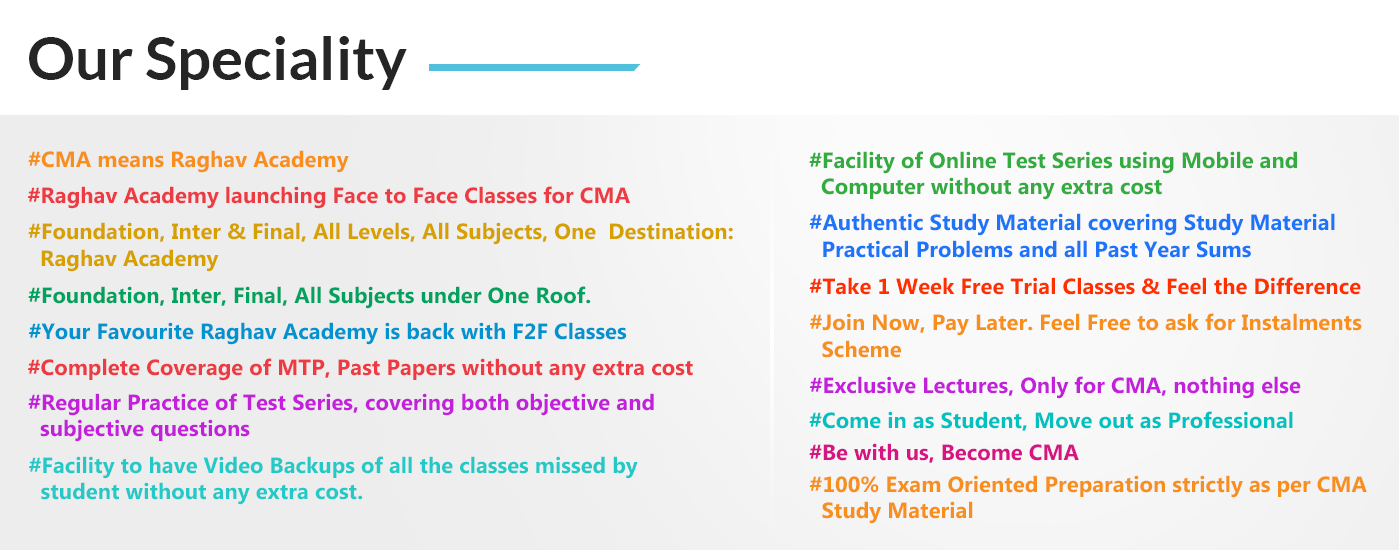 Our Speciality
#CMA means Raghav Academy
#Raghav Academy launching Face to Face Classes for CMA
#Foundation, Inter & Final, All Levels, All Subjects, One  Destination:
Raghav Academy
#Foundation, Inter, Final, All Subjects under One Roof.
#Your Favourite Raghav Academy is back with F2F Classes
#Complete Coverage of MTP, Past Papers without any extra cost
#Regular Practice of Test Series, covering both objective and
subjective questions
#Facility to have Video Backups of all the classes missed by
student without any extra cost.
#Facility of Online Test Series using Mobile and
Computer without any extra cost
#Authentic Study Material covering Study Material
Practical Problems and all Past Year Sums
#Take 1 Week Free Trial Classes & Feel the Difference
#Join Now, Pay Later. Feel Free to ask for Instalments
Scheme
#Exclusive Lectures, Only for CMA, nothing else
#Come in as Student, Move out as Professional
#Be with us, Become CMA
#100% Exam Oriented Preparation strictly as per CMA
Study Material